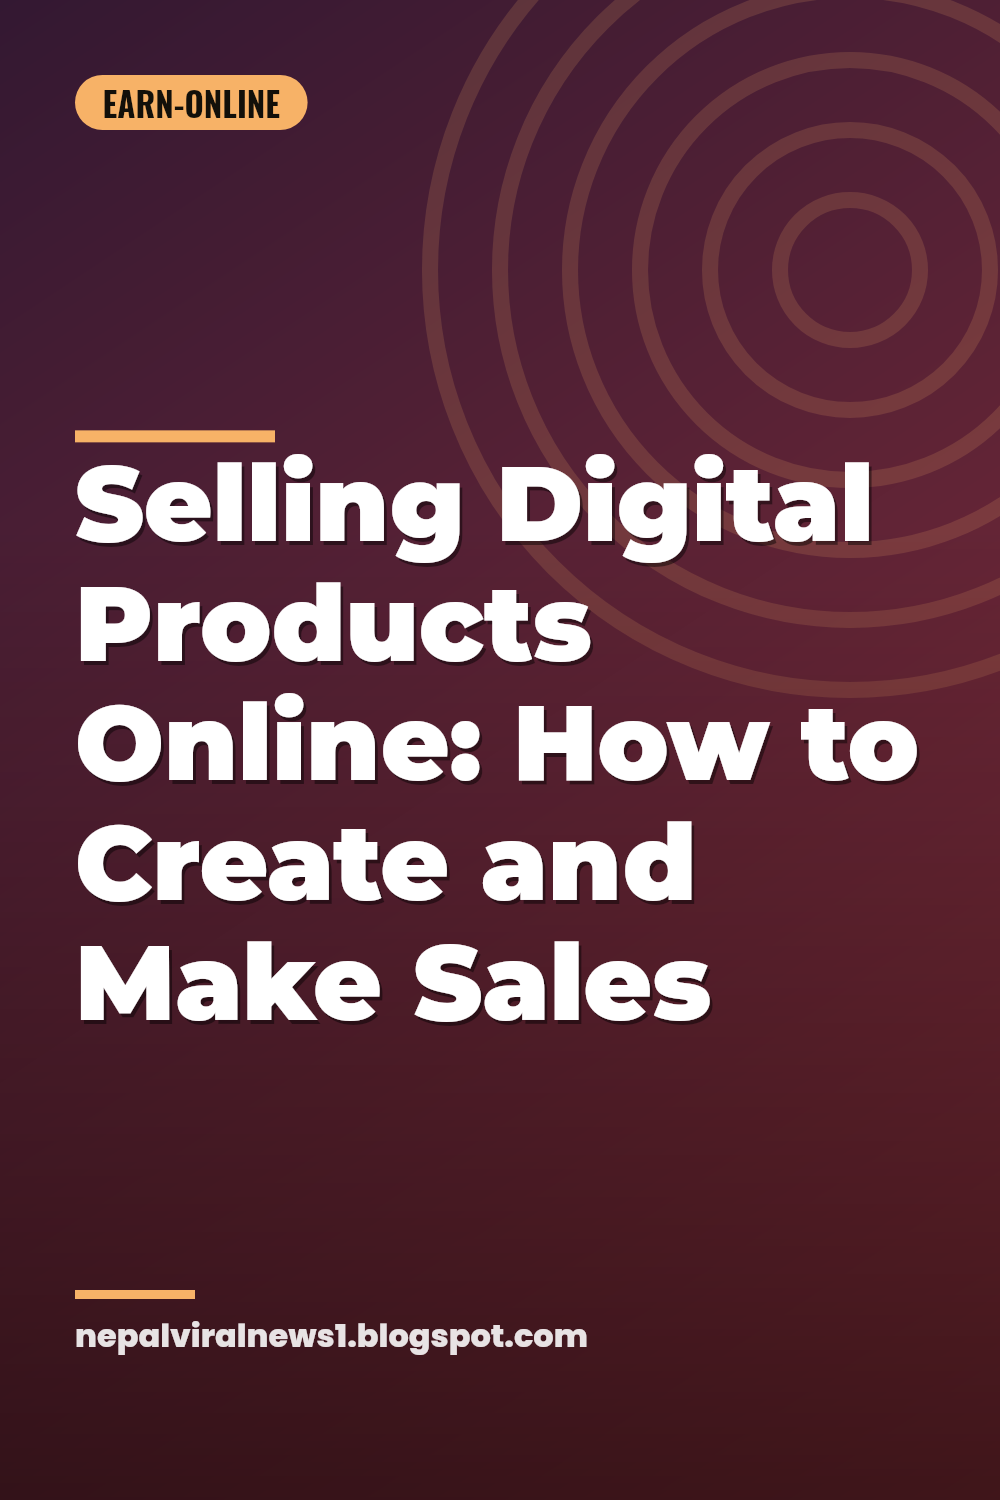 EARN-ONLINE
Selling Digital
Products
Online: How to
Create and
Make Sales
nepalviralnews1.blogspot.com